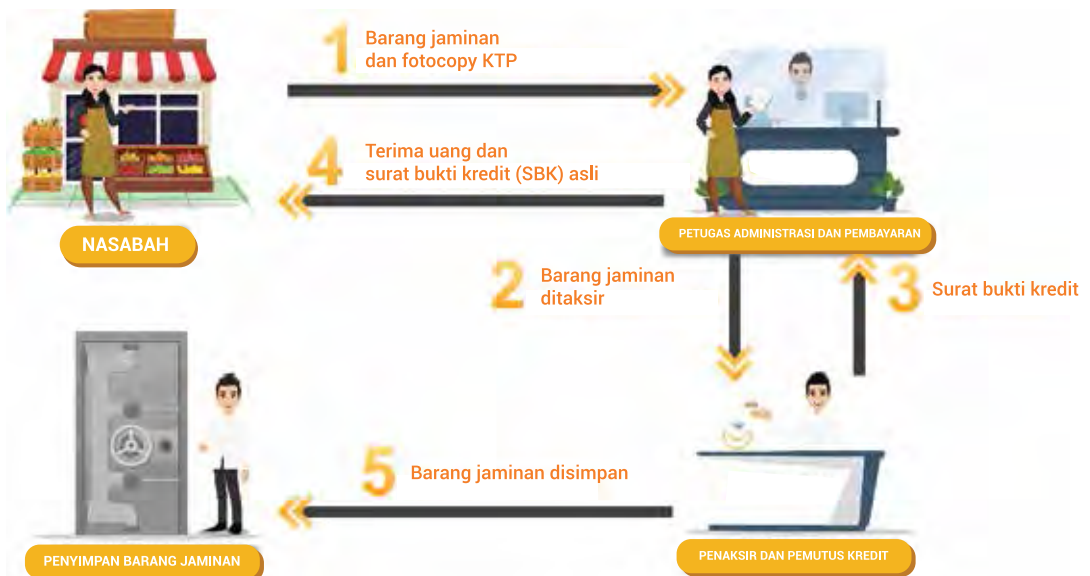 1
Barang jaminan
dan fotocopy KTP
4
Terima uang dan
surat bukti kredit (SBK) asli
NASABAH
PETUGAS ADMINISTRASI DAN PEMBAYARAN
2
Barang jaminan
ditaksir
3
Surat bukti kredit
5
Barang jaminan disimpan
PENYIMPAN BARANG JAMINAN
PENAKSIR DAN PEMUTUS KREDIT